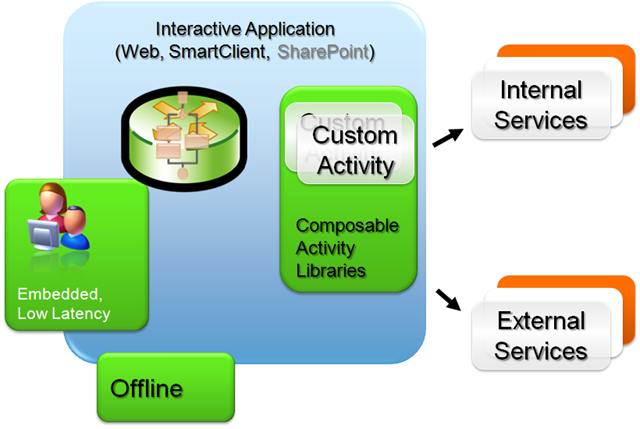 Interactive Application
(Web, SmartClient, SharePoint)
Internal
Services
Custom
Custom
Activity
Composable
Activity
Libraries
Embedded,
Low Latency
External
Services
Offline